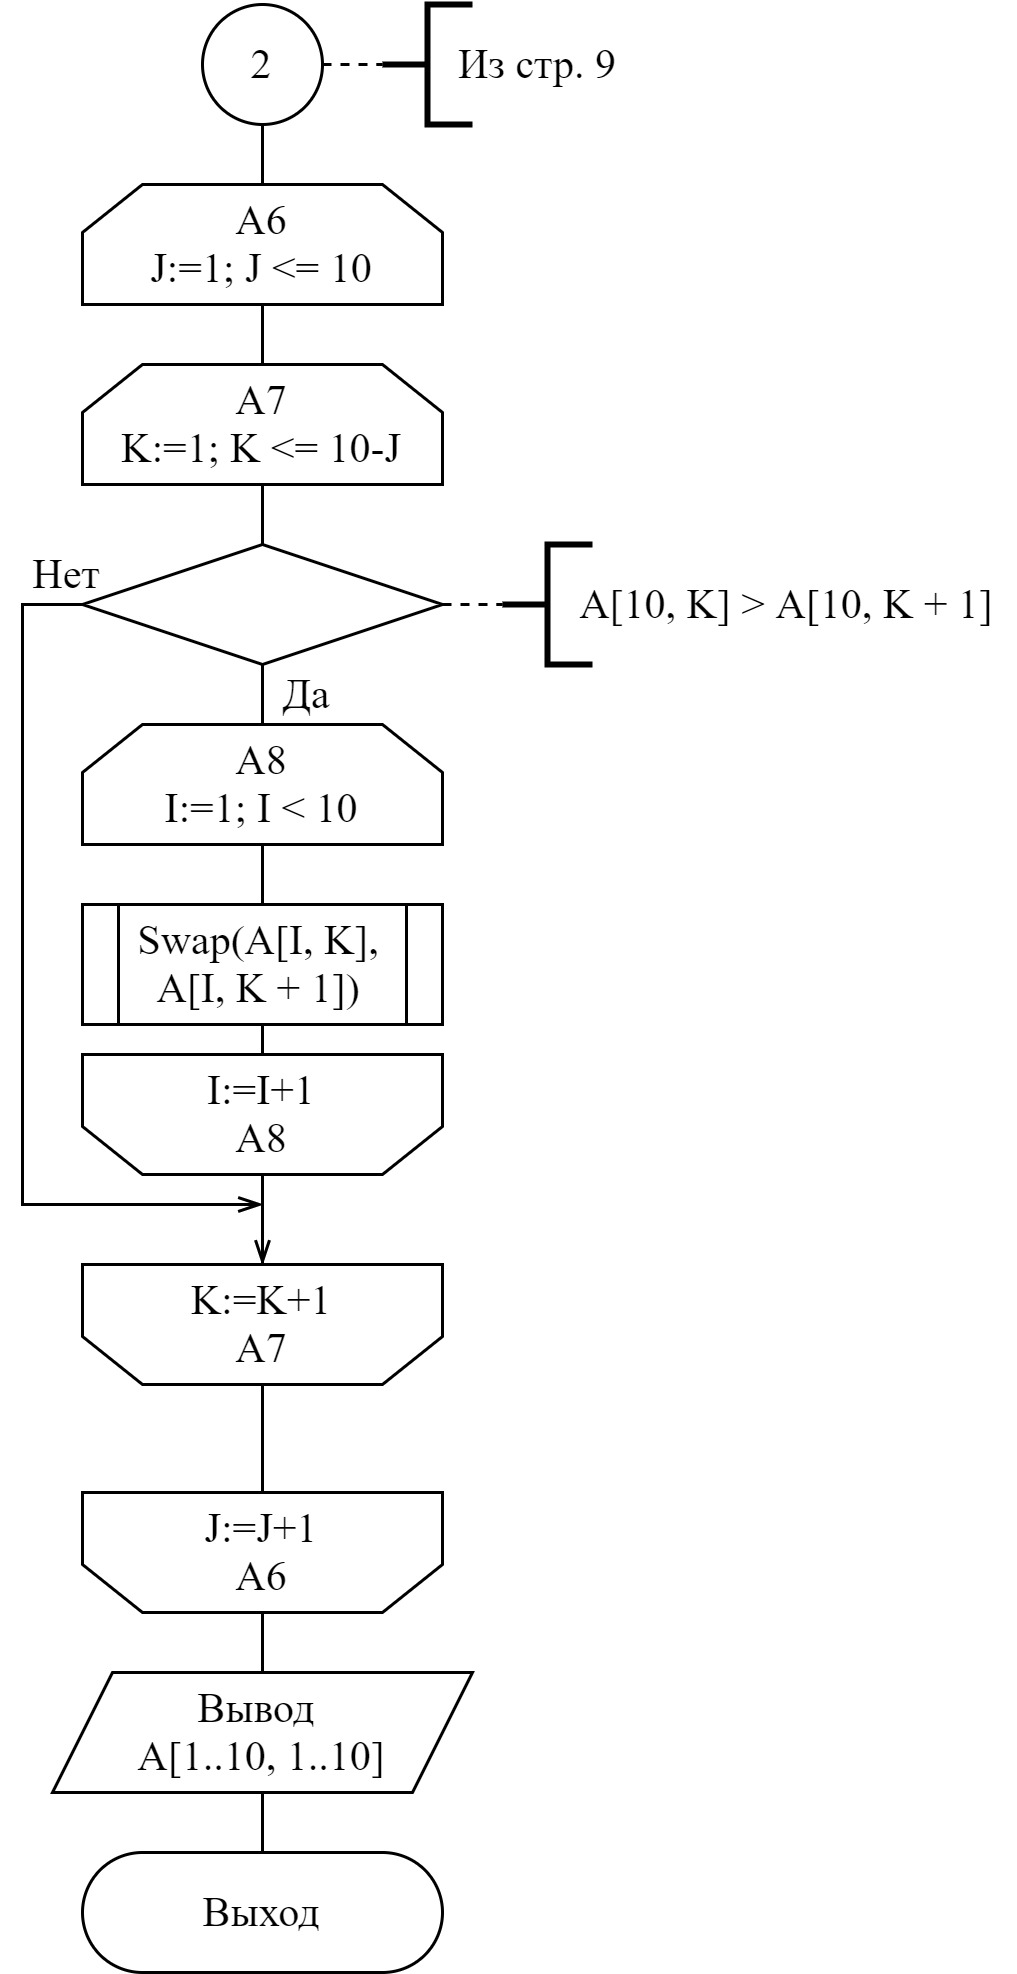 2
Из стр. 9
A6
J:=1; J <= 10
A7
K:=1; K <= 10-J
Нет
A[10, K] > A[10, K + 1]
Да
A8
I:=1; I < 10
Swap(A[I, K],
A[I, K + 1])
I:=I+1
A8
K:=K+1
A7
J:=J+1
A6
Вывод
A[1..10, 1..10]
Выход